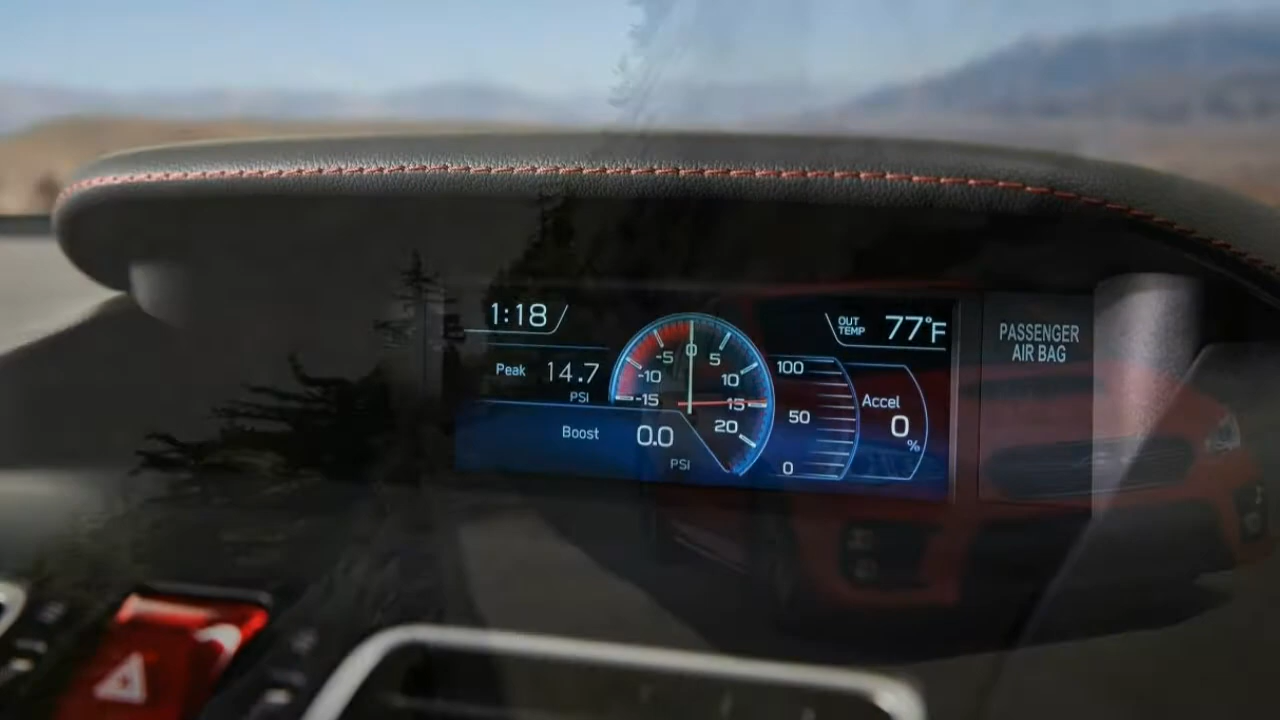 1:18
OUT
TEMP
77°F
PASSENGER
AIR BAG
Peak
14.7
PSI
Boost
0.0
PSI
-15
-10
-5
0
5
10
15
20
100
50
0
Accel
0
%